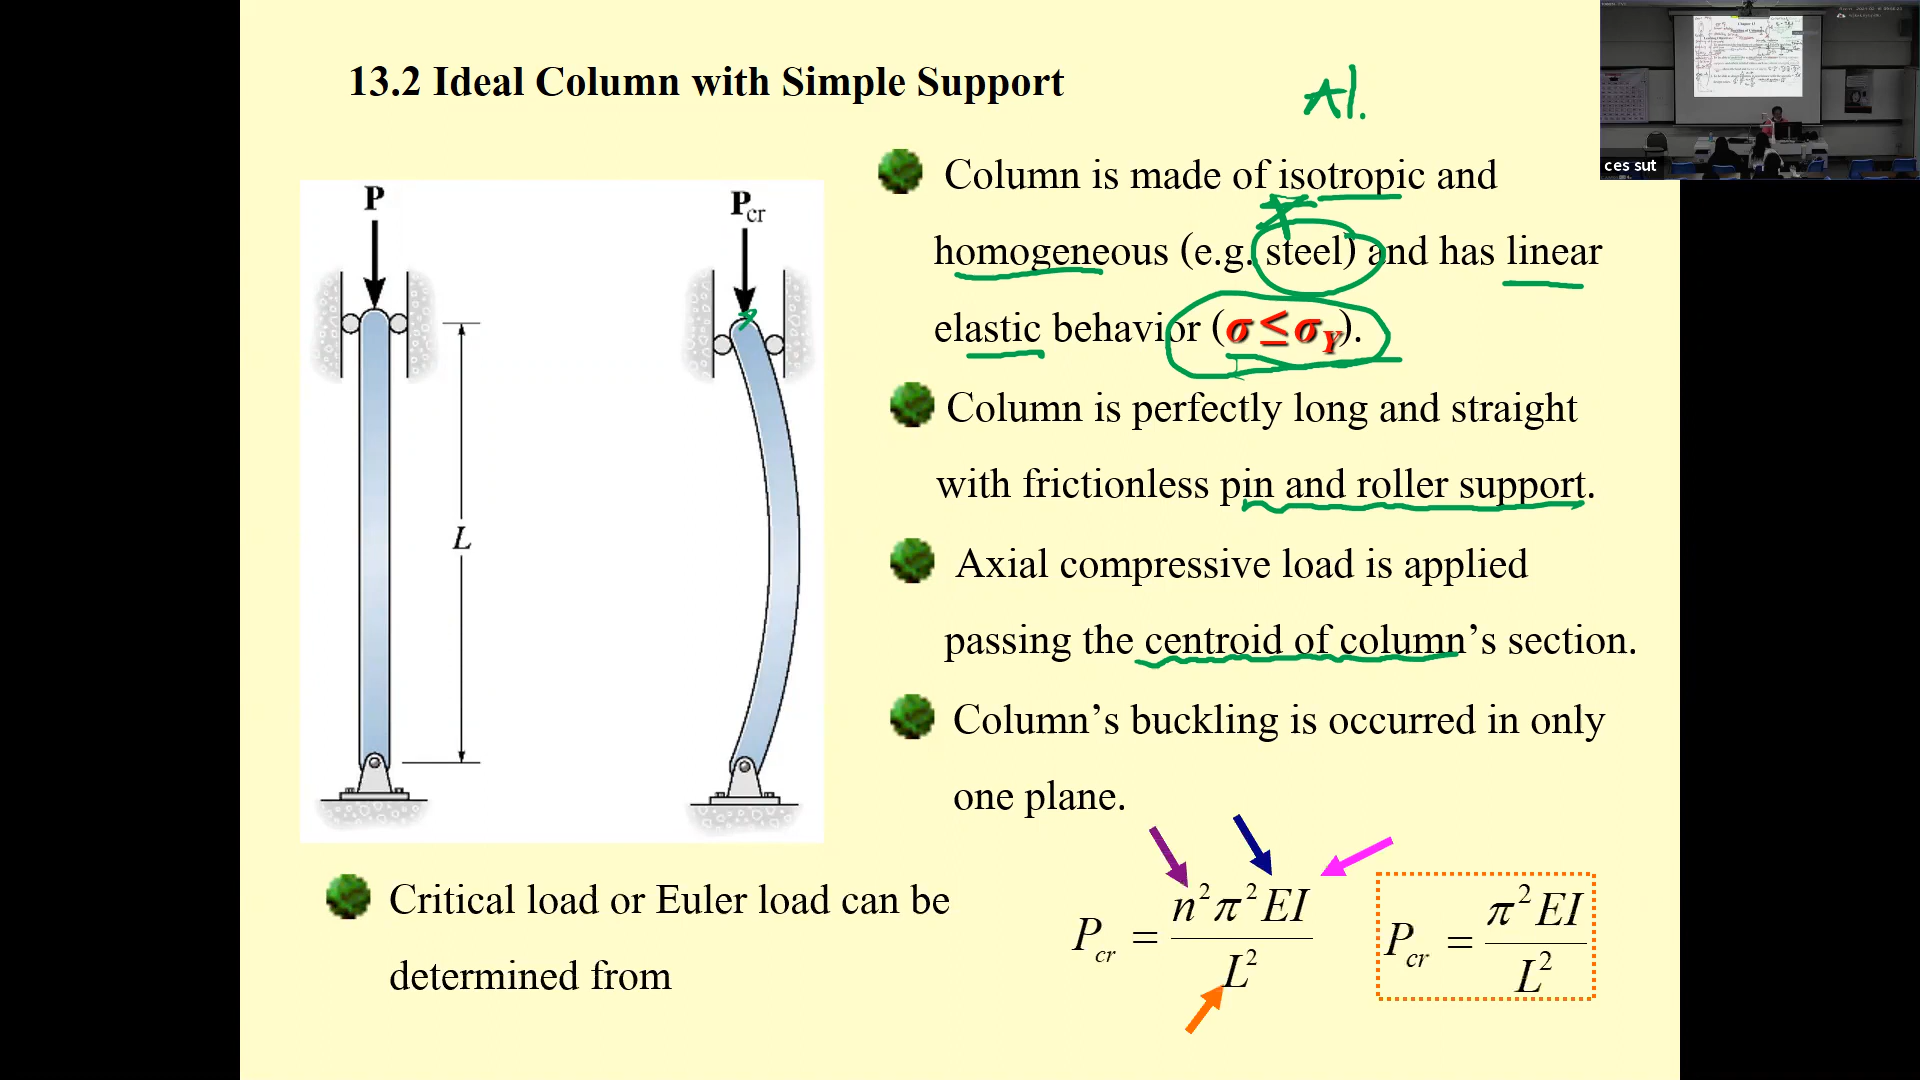 13.2 Ideal Column with Simple Support
Al.
Column is made of isotropic and
homogeneous (e.g. steel) and has linear
elastic behavior (σ ≤ σY).
Column is perfectly long and straight
with frictionless pin and roller support.
Axial compressive load is applied
passing the centroid of column’s section.
Column’s buckling is occurred in only
one plane.
P
Pcr
L
Critical load or Euler load can be
determined from
Pcr = n²π²EI / L²
Pcr = π²EI / L²
ces sut